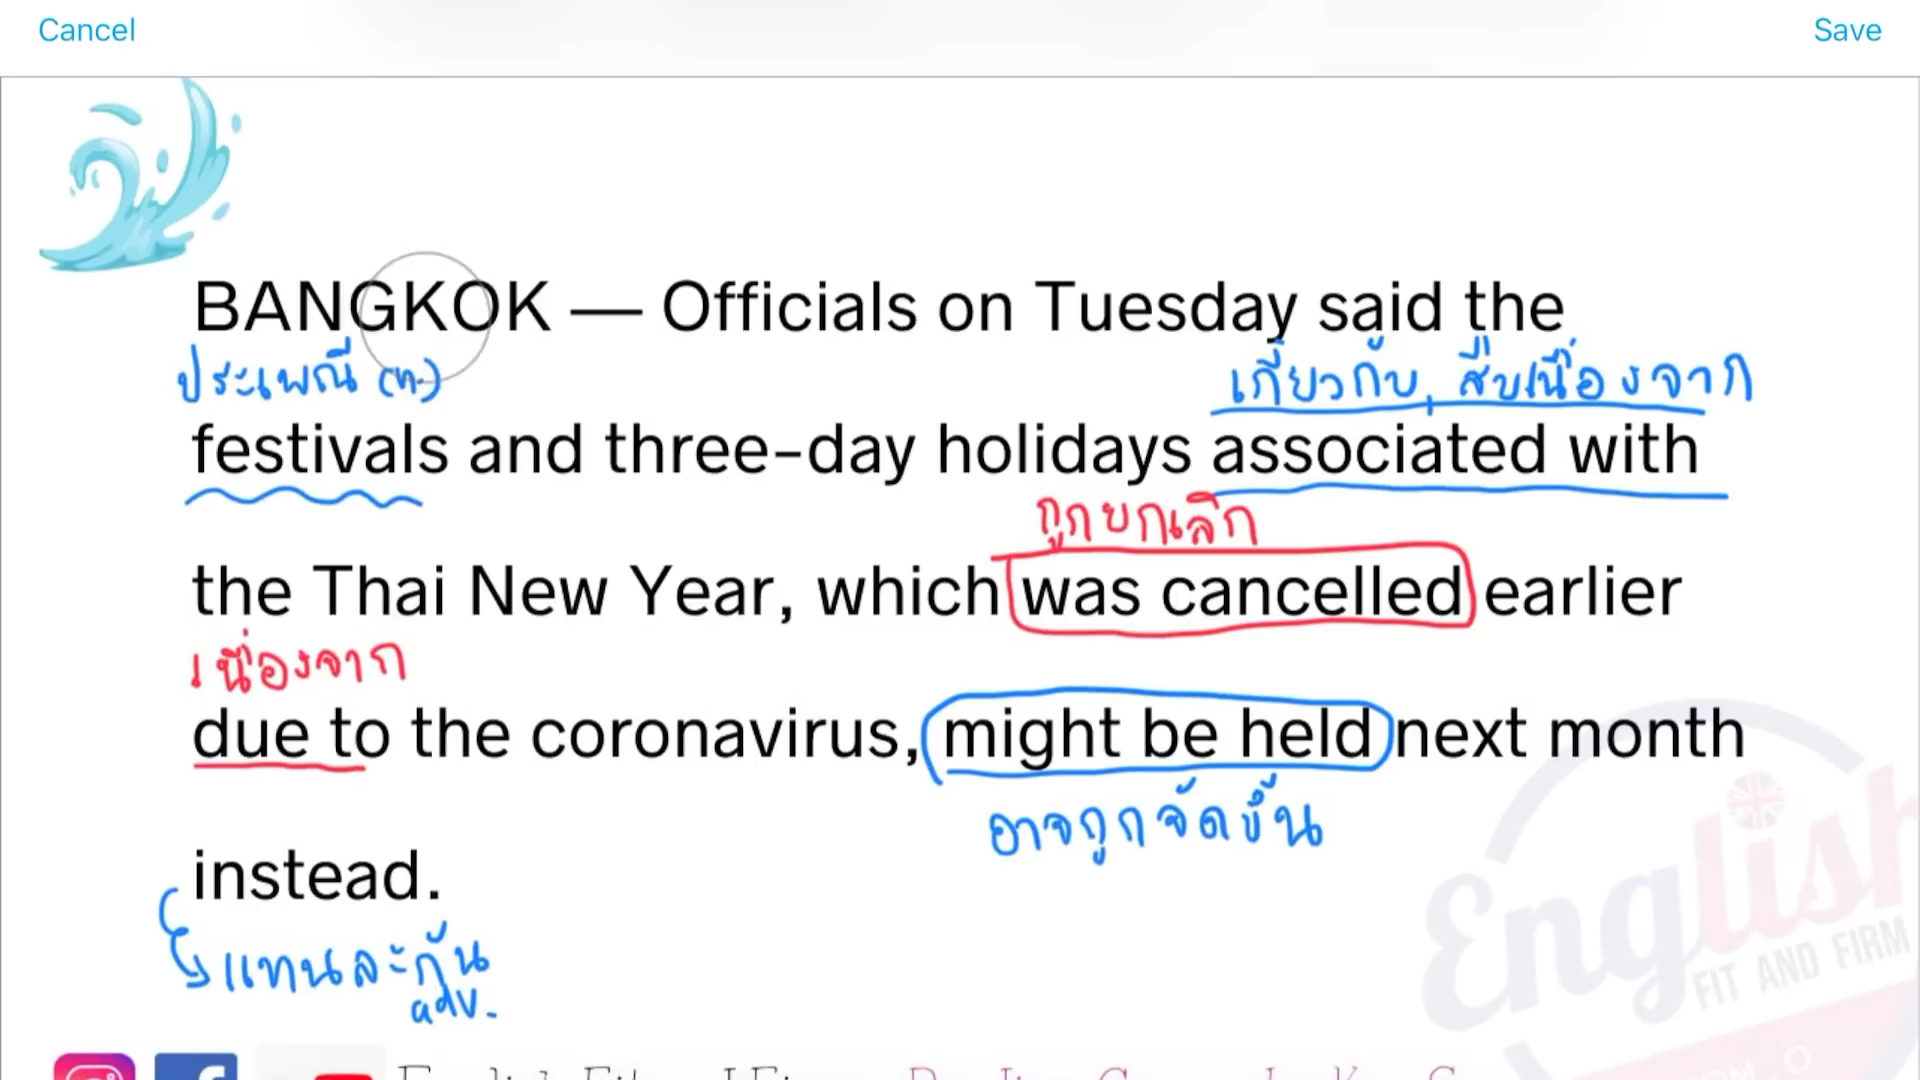 Cancel
Save
BANGKOK — Officials on Tuesday said the
ประเพณี (n.)
เกี่ยวกับ, สืบเนื่องจาก
festivals and three-day holidays associated with
ถูกยกเลิก
the Thai New Year, which was cancelled earlier
เนื่องจาก
due to the coronavirus, might be held next month
อาจถูกจัดขึ้น
instead.
แทนละกัน
adv.
English
FIT AND FIRM